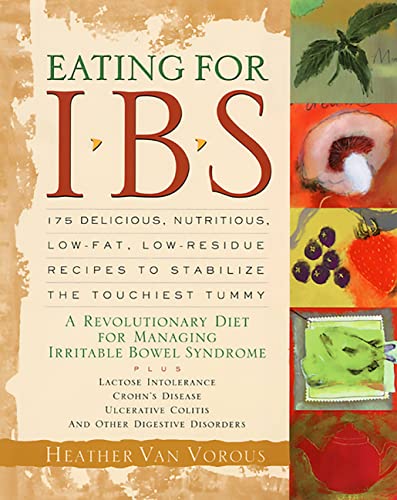 EATING FOR
I·B·S
175 DELICIOUS, NUTRITIOUS,
LOW-FAT, LOW-RESIDUE
RECIPES TO STABILIZE
THE TOUCHIEST TUMMY
A REVOLUTIONARY DIET
FOR MANAGING
IRRITABLE BOWEL SYNDROME
PLUS
LACTOSE INTOLERANCE
CROHN'S DISEASE
ULCERATIVE COLITIS
AND OTHER DIGESTIVE DISORDERS
HEATHER VAN VOROUS